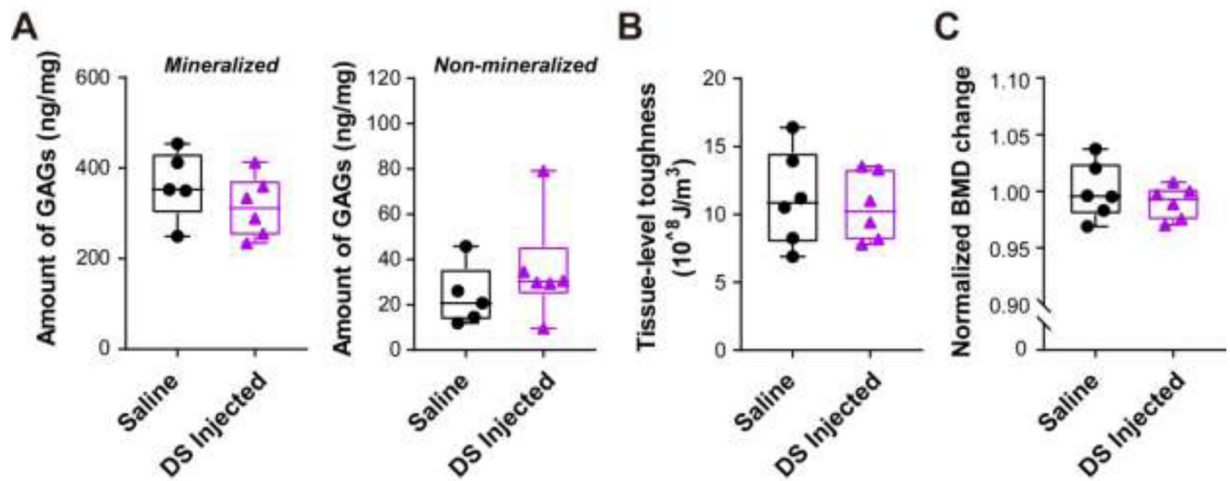 A
Mineralized
Amount of GAGs (ng/mg)
600
400
200
0
Saline
DS Injected
Non-mineralized
Amount of GAGs (ng/mg)
120
100
80
60
40
20
0
Saline
DS Injected
B
Tissue-level toughness
(10^8 J/m³)
20
15
10
5
0
Saline
DS Injected
C
Normalized BMD change
1.10
1.05
1.00
0.95
0.90
0
Saline
DS Injected